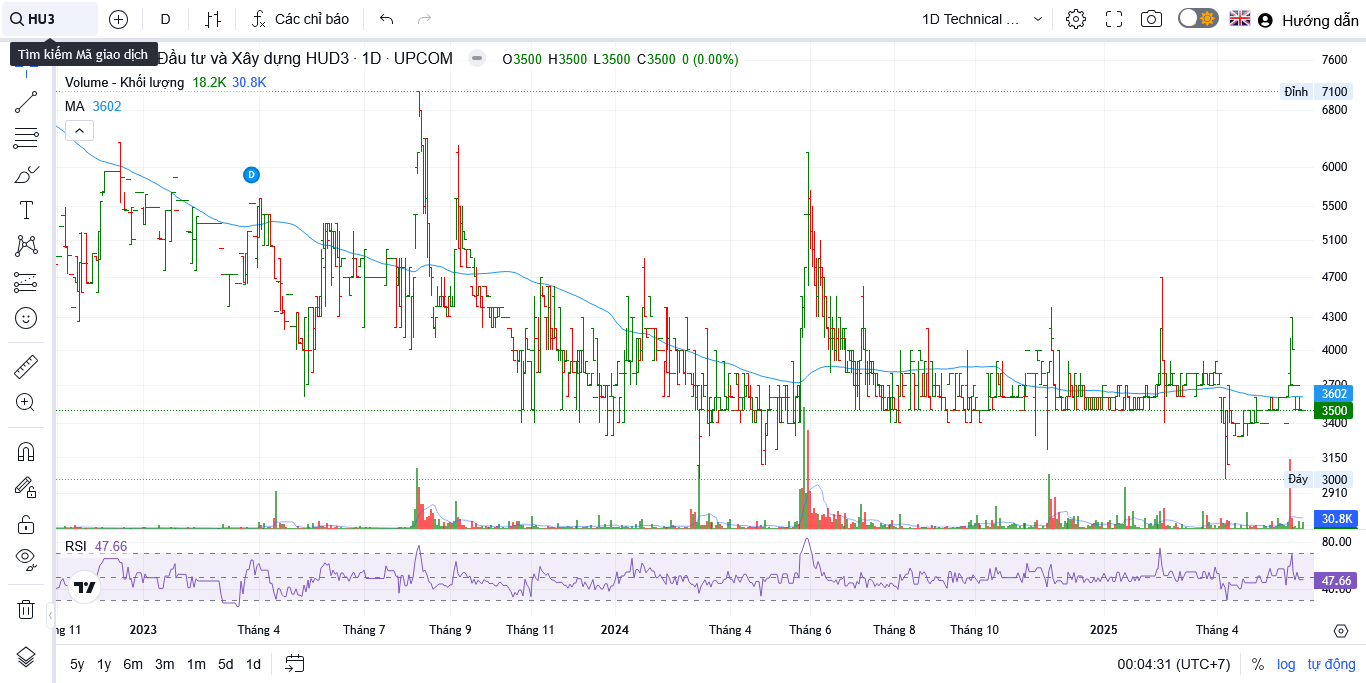 HU3
D
Các chỉ báo
1D Technical ...
Hướng dẫn
Tìm kiếm Mã giao dịch
Đầu tư và Xây dựng HUD3 · 1D · UPCOM
O3500 H3500 L3500 C3500 0 (0.00%)
Volume - Khối lượng 18.2K 30.8K
MA 3602
D
Đỉnh 7100
Đáy 3000
7600
6800
6000
5500
5100
4700
4300
4000
3700
3602
3500
3400
3150
2910
30.8K
RSI 47.66
80.00
47.66
40.00
ng 11
2023
Tháng 4
Tháng 7
Tháng 9
Tháng 11
2024
Tháng 4
Tháng 6
Tháng 8
Tháng 10
2025
Tháng 4
5y 1y 6m 3m 1m 5d 1d
00:04:31 (UTC+7)
% log tự động